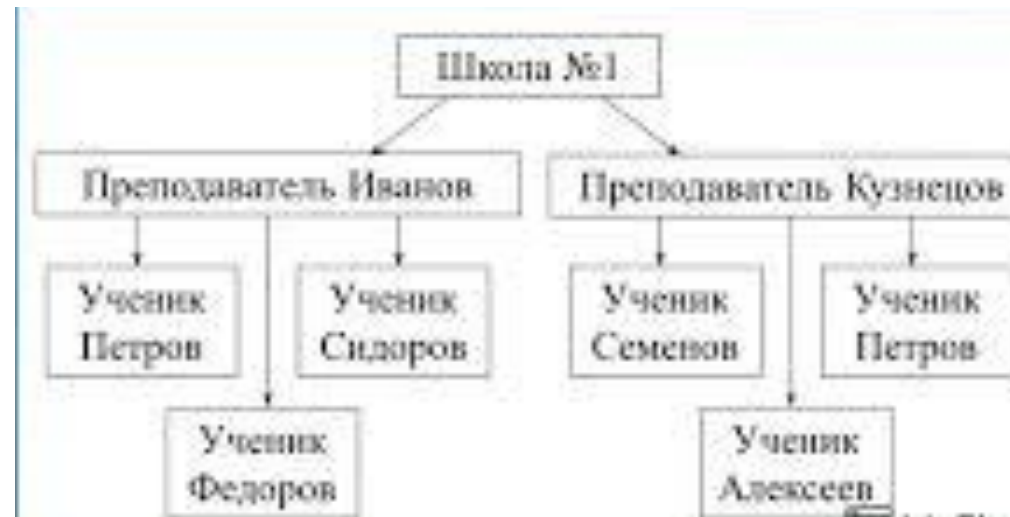 Школа №1
Преподаватель Иванов
Преподаватель Кузнецов
Ученик
Петров
Ученик
Сидоров
Ученик
Семенов
Ученик
Петров
Ученик
Федоров
Ученик
Алексеев